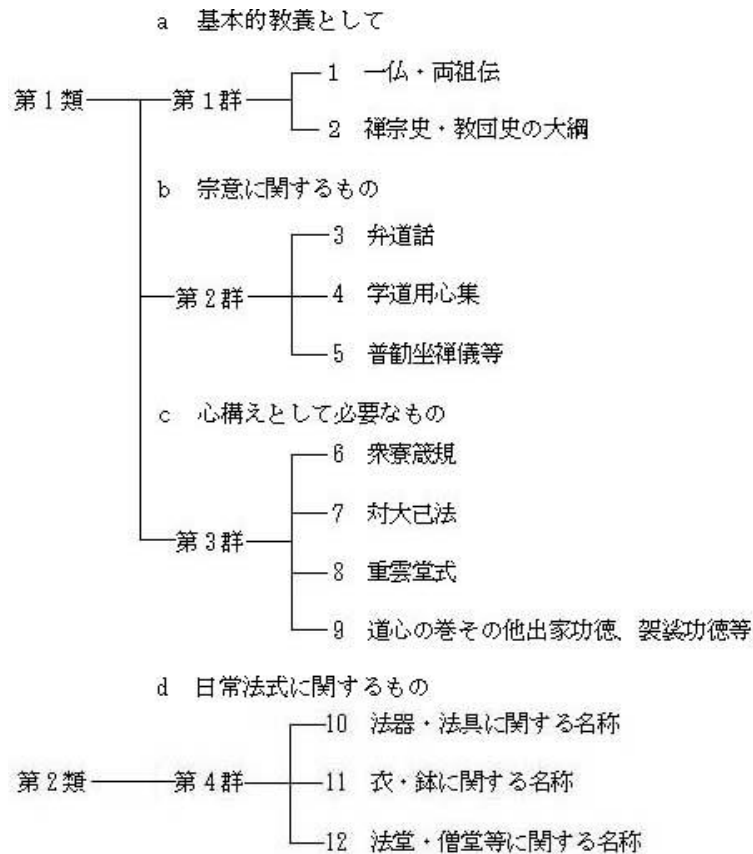 a 基本的教養として
1 一仏・両祖伝
第1類 第1群
2 禅宗史・教団史の大綱
b 宗意に関するもの
3 弁道話
第2群 4 学道用心集
5 普勧坐禅儀等
c 心構えとして必要なもの
6 衆寮箴規
7 対大己法
第3群
8 重雲堂式
9 道心の巻その他出家功徳、袈裟功徳等
d 日常法式に関するもの
10 法器・法具に関する名称
第2類 第4群 11 衣・鉢に関する名称
12 法堂・僧堂等に関する名称